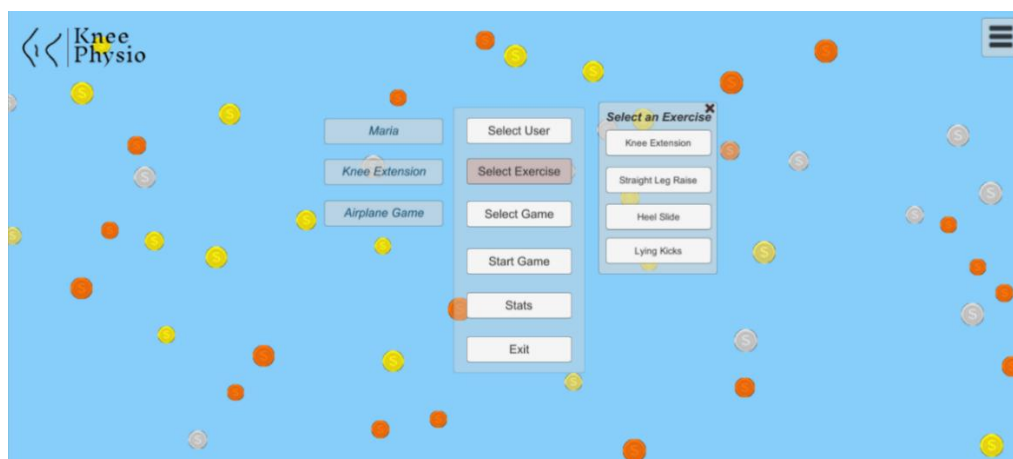 Knee
Physio
Maria
Knee Extension
Airplane Game
Select User
Select Exercise
Select Game
Start Game
Stats
Exit
Select an Exercise
Knee Extension
Straight Leg Raise
Heel Slide
Lying Kicks